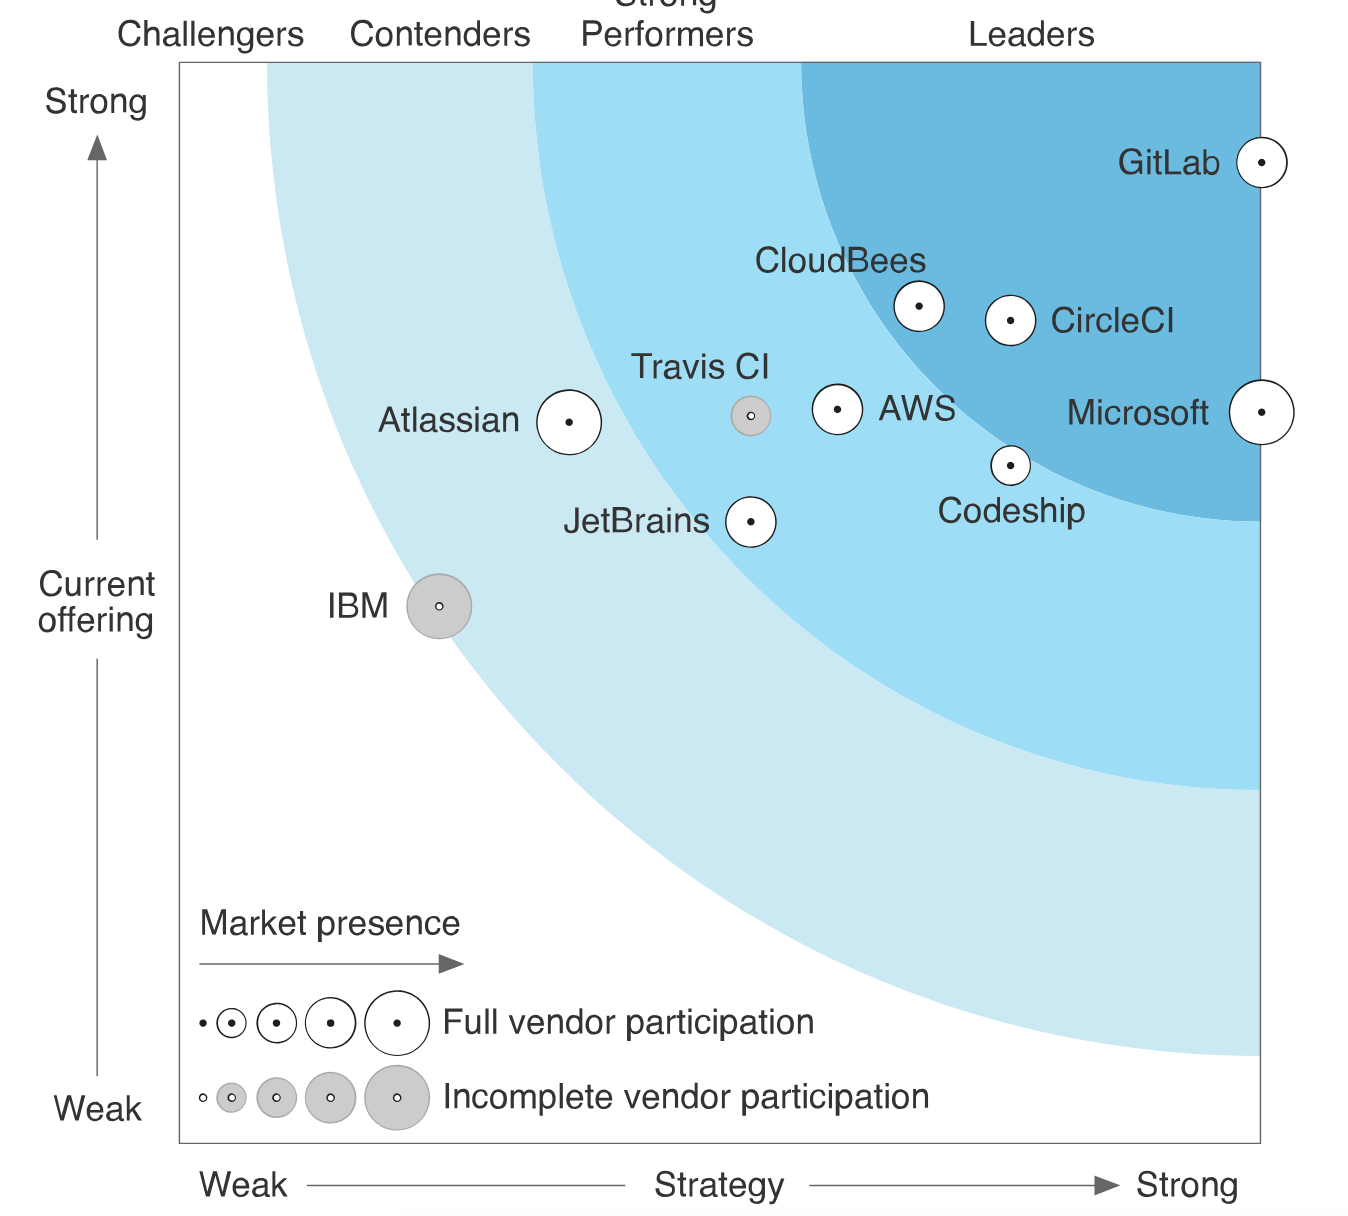 Strong
Challengers Contenders Performers Leaders
Strong
GitLab
CloudBees
CircleCI
Travis CI
Atlassian
AWS
Microsoft
Codeship
JetBrains
Current
offering
IBM
Market presence
Full vendor participation
Incomplete vendor participation
Weak
Weak Strategy Strong